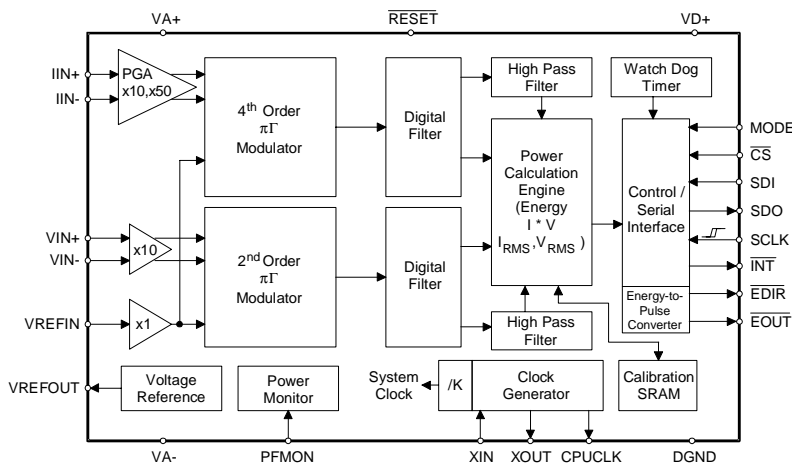 VA+
RESET
VD+
IIN+
IIN-
PGA
x10,x50
4th Order
πΓ
Modulator
Digital
Filter
High Pass
Filter
Watch Dog
Timer
Power
Calculation
Engine
(Energy
I * V
IRMS,VRMS )
Control /
Serial
Interface
MODE
CS
SDI
SDO
SCLK
INT
EDIR
EOUT
VIN+
VIN-
x10
2nd Order
πΓ
Modulator
Digital
Filter
High Pass
Filter
Energy-to-
Pulse
Converter
VREFIN
x1
VREFOUT
Voltage
Reference
Power
Monitor
System
Clock
/K
Clock
Generator
Calibration
SRAM
VA-
PFMON
XIN
XOUT
CPUCLK
DGND